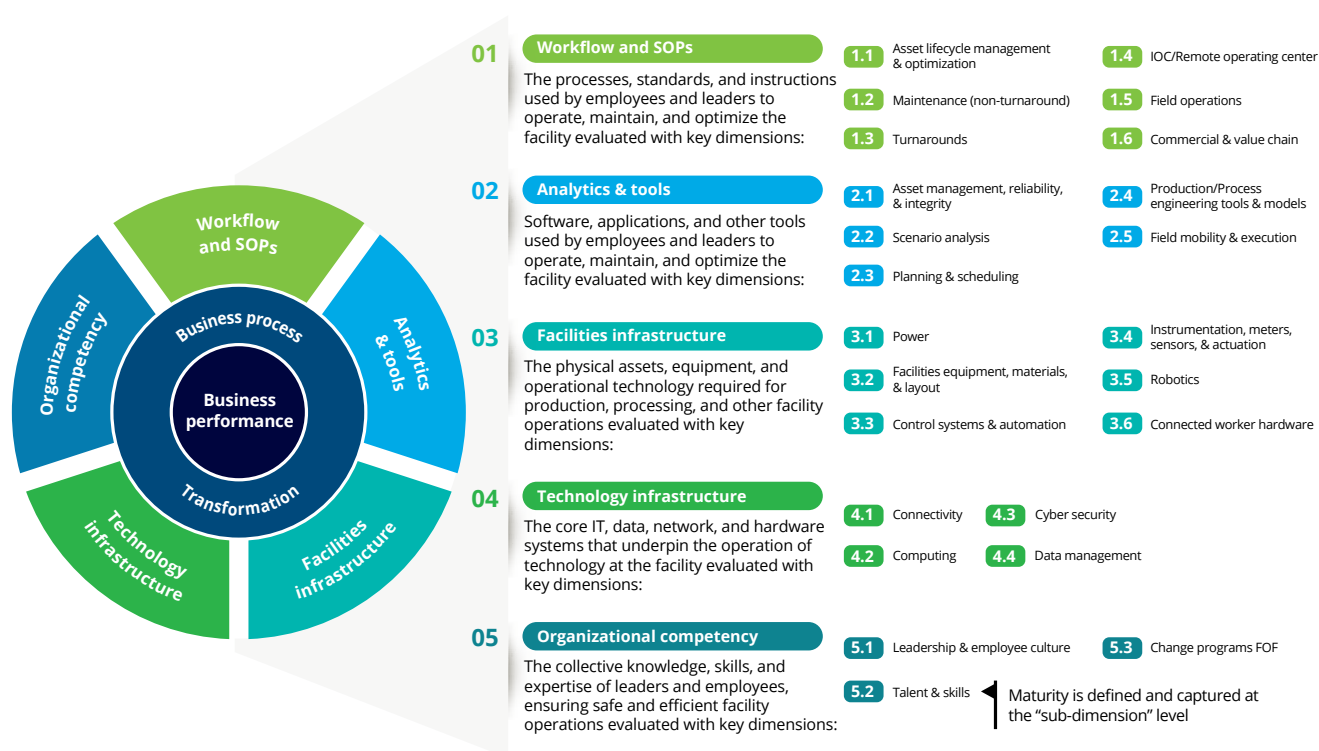 Workflow
and SOPs
Analytics
& tools
Facilities
infrastructure
Technology
infrastructure
Organizational
competency
Business process
Transformation
Business
performance
01
Workflow and SOPs
The processes, standards, and instructions
used by employees and leaders to
operate, maintain, and optimize the
facility evaluated with key dimensions:
1.1 Asset lifecycle management
& optimization
1.2 Maintenance (non-turnaround)
1.3 Turnarounds
1.4 IOC/Remote operating center
1.5 Field operations
1.6 Commercial & value chain
02
Analytics & tools
Software, applications, and other tools
used by employees and leaders to
operate, maintain, and optimize the
facility evaluated with key dimensions:
2.1 Asset management, reliability,
& integrity
2.2 Scenario analysis
2.3 Planning & scheduling
2.4 Production/Process
engineering tools & models
2.5 Field mobility & execution
03
Facilities infrastructure
The physical assets, equipment, and
operational technology required for
production, processing, and other facility
operations evaluated with key
dimensions:
3.1 Power
3.2 Facilities equipment, materials,
& layout
3.3 Control systems & automation
3.4 Instrumentation, meters,
sensors, & actuation
3.5 Robotics
3.6 Connected worker hardware
04
Technology infrastructure
The core IT, data, network, and hardware
systems that underpin the operation of
technology at the facility evaluated with
key dimensions:
4.1 Connectivity
4.2 Computing
4.3 Cyber security
4.4 Data management
05
Organizational competency
The collective knowledge, skills, and
expertise of leaders and employees,
ensuring safe and efficient facility
operations evaluated with key dimensions:
5.1 Leadership & employee culture
5.2 Talent & skills
5.3 Change programs FOF
Maturity is defined and captured at
the “sub-dimension” level